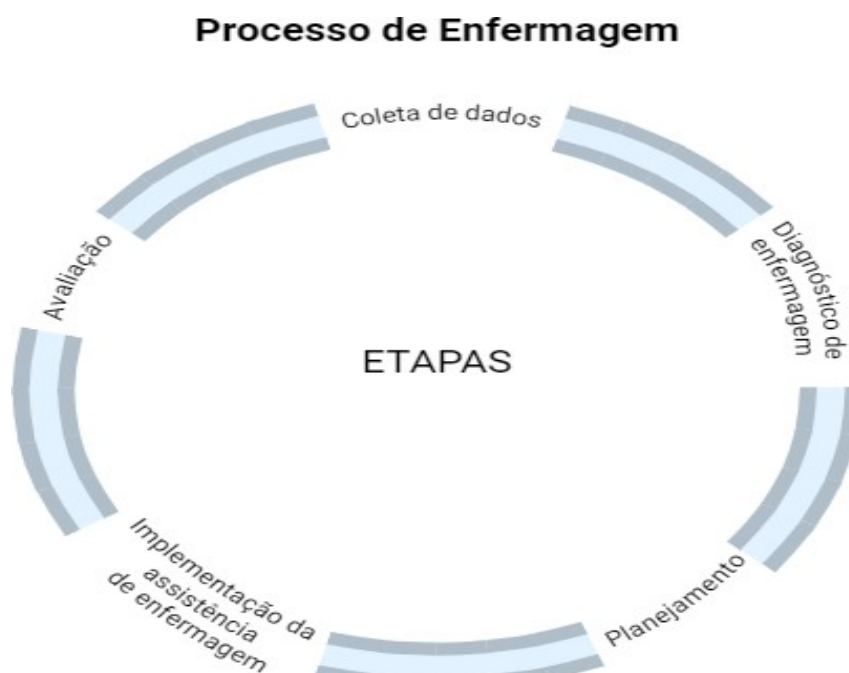 Processo de Enfermagem
Coleta de dados
Diagnóstico de
enfermagem
Planejamento
Implementação da
assistência
de enfermagem
Avaliação
ETAPAS